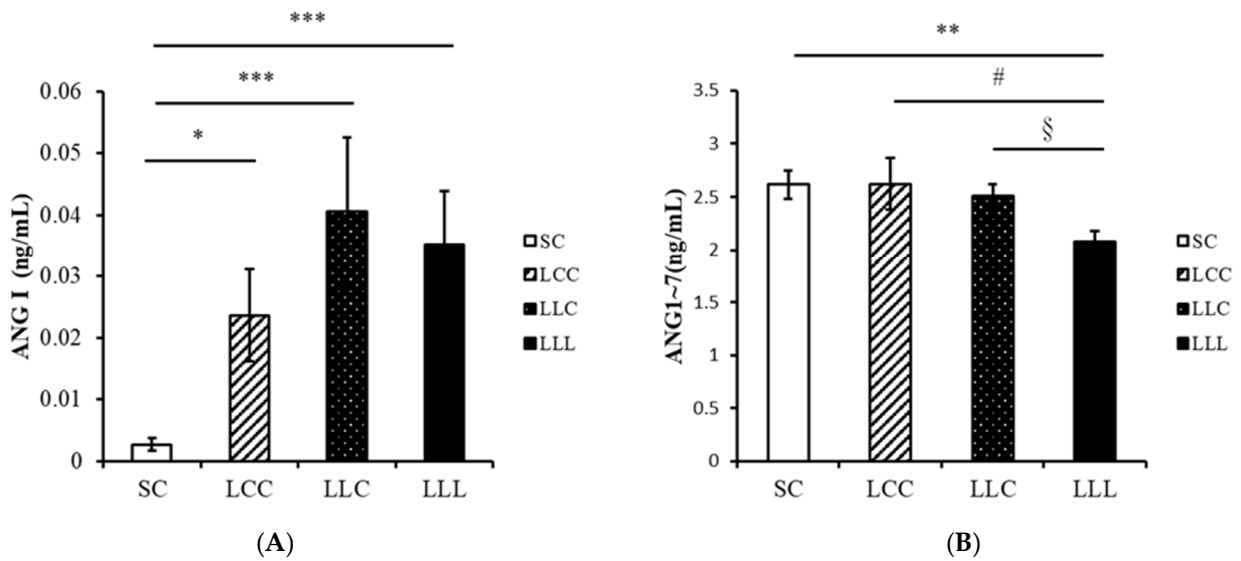 ***
***
*
0.06
0.05
0.04
0.03
0.02
0.01
0
ANG I (ng/mL)
SC
LCC
LLC
LLL
SC
LCC
LLC
LLL
(A)
**
#
§
3.5
3
2.5
2
1.5
1
0.5
0
ANG1~7(ng/mL)
SC
LCC
LLC
LLL
SC
LCC
LLC
LLL
(B)